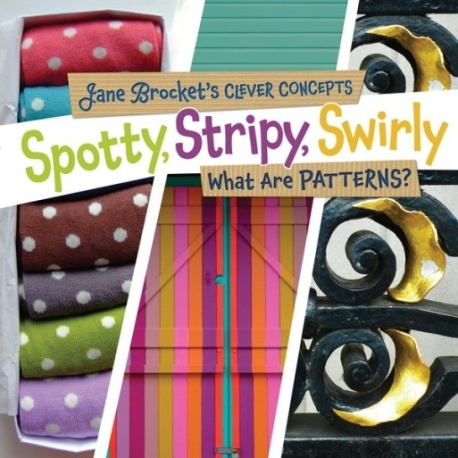 Jane Brocket's CLEVER CONCEPTS
Spotty, Stripy, Swirly
What Are PATTERNS?